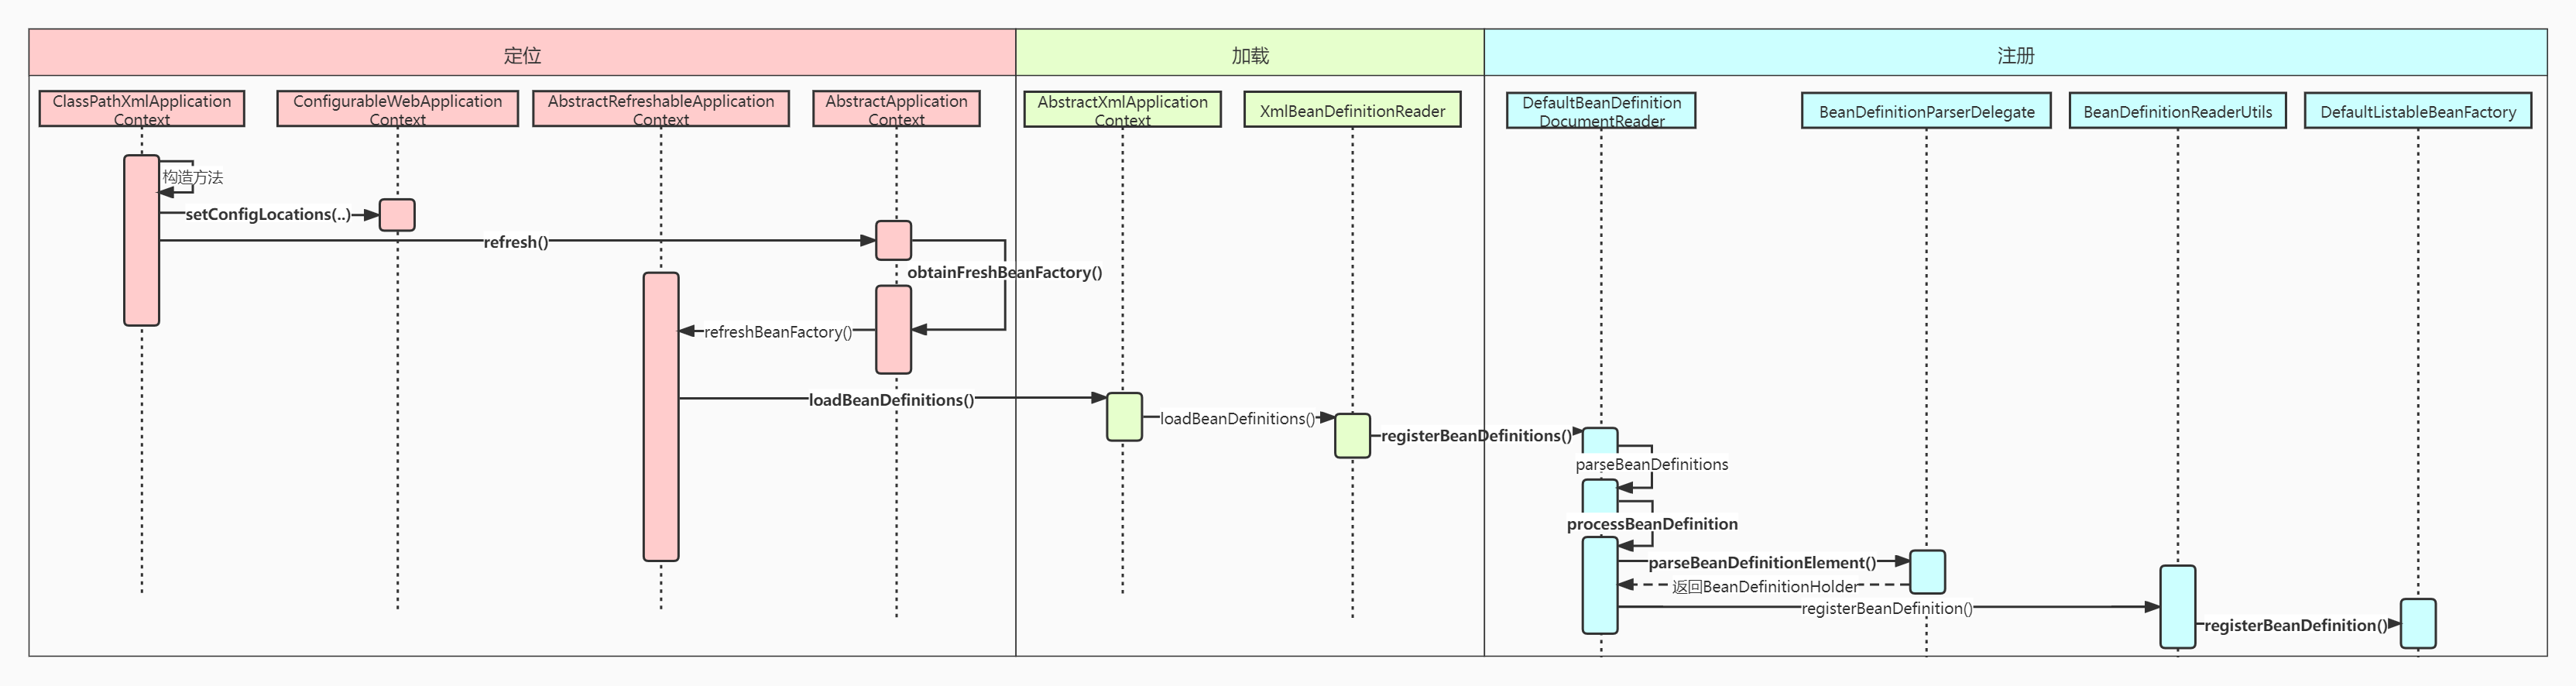 定位
加载
注册
ClassPathXmlApplication
Context
ConfigurableWebApplication
Context
AbstractRefreshableApplication
Context
AbstractApplication
Context
AbstractXmlApplication
Context
XmlBeanDefinitionReader
DefaultBeanDefinition
DocumentReader
BeanDefinitionParserDelegate
BeanDefinitionReaderUtils
DefaultListableBeanFactory
构造方法
setConfigLocations(..)
refresh()
obtainFreshBeanFactory()
refreshBeanFactory()
loadBeanDefinitions()
loadBeanDefinitions()
registerBeanDefinitions()
parseBeanDefinitions
processBeanDefinition
parseBeanDefinitionElement()
返回BeanDefinitionHolder
registerBeanDefinition()
registerBeanDefinition()